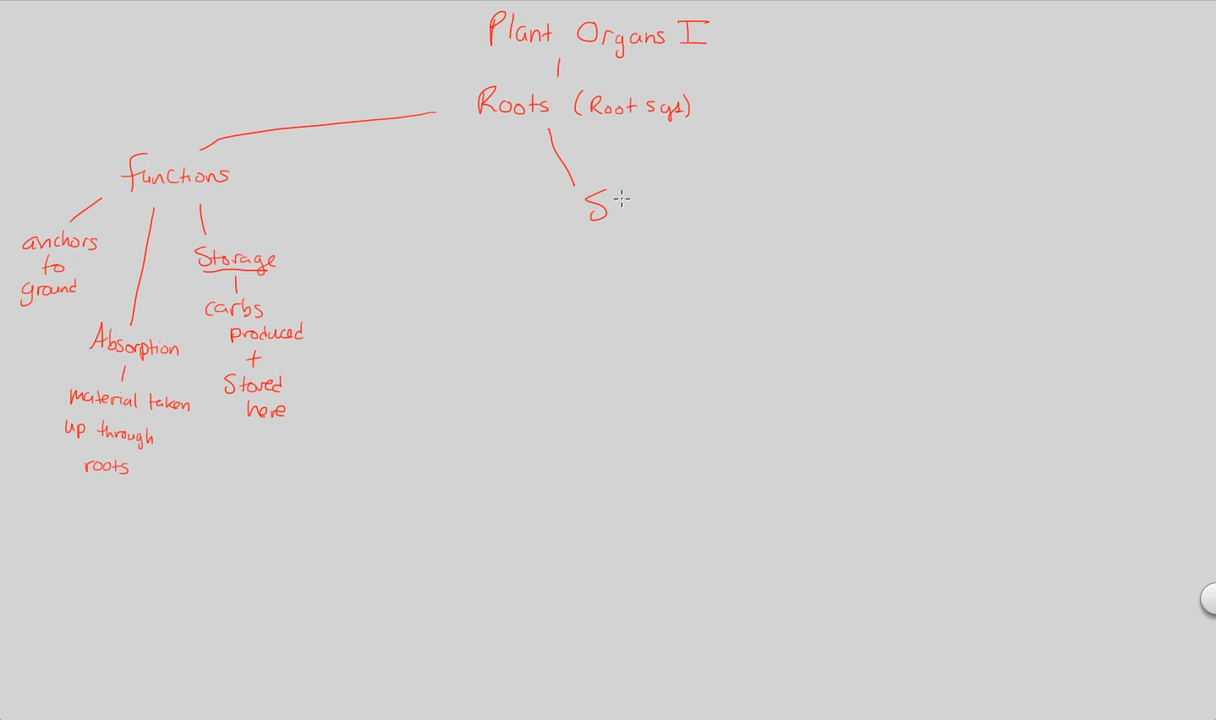 Plant Organs I
Roots (Root sys)
functions
anchors
to
ground
Absorption
material taken
up through
roots
Storage
carbs
produced
+
Stored
here
S